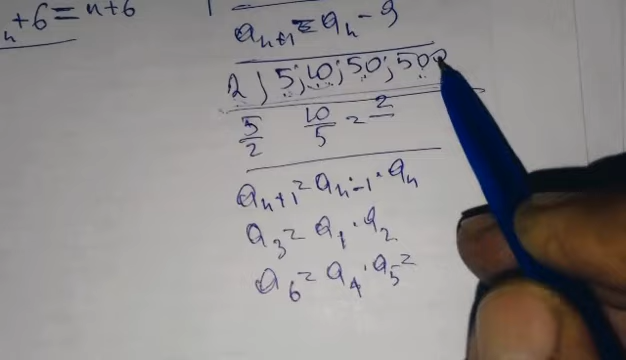 ₙ+6=n+6
aₙ₊₁=aₙ-9
2; 5; 10; 50; 500
5/2 10/5=2
aₙ₊₁=aₙ₋₁·aₙ
a₃=a₁·a₂
a₆=a₄·a₅=